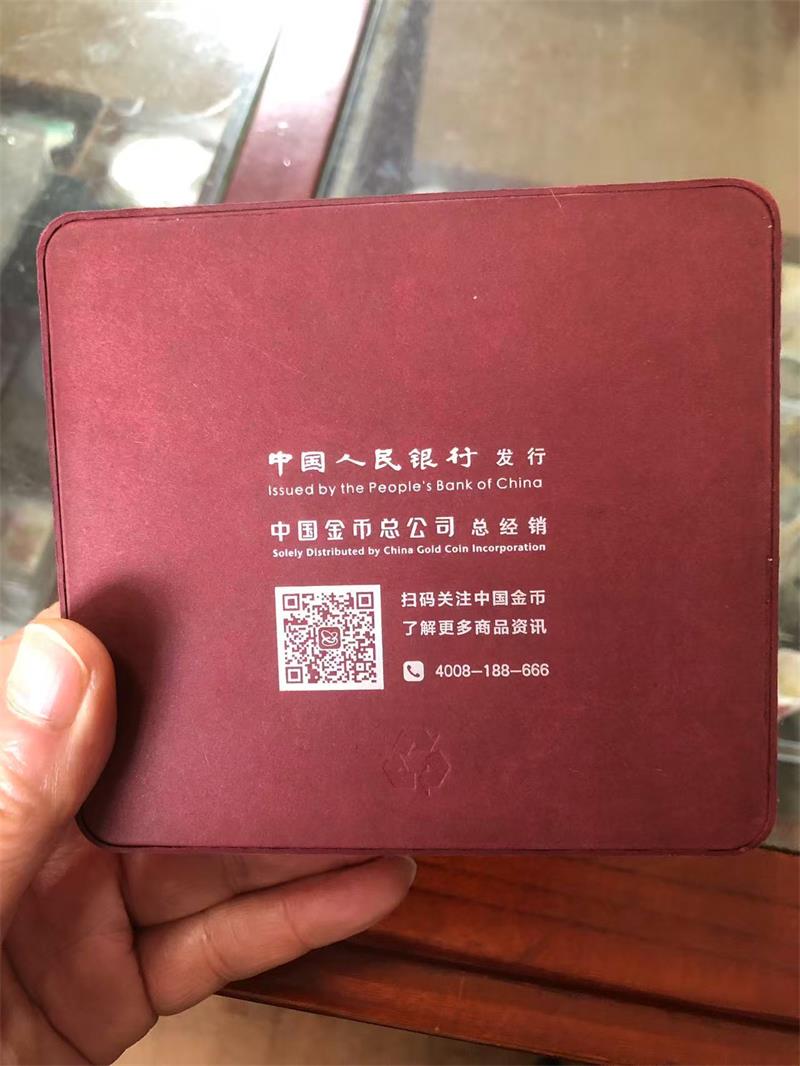 中国人民银行 发行
Issued by the People's Bank of China
中国金币总公司 总经销
Solely Distributed by China Gold Coin Incorporation
扫码关注中国金币
了解更多商品资讯
4008-188-666